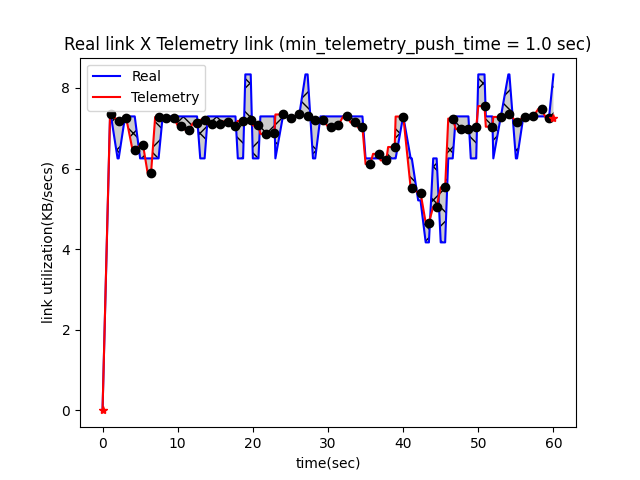 Real link X Telemetry link (min_telemetry_push_time = 1.0 sec)
Real
Telemetry
link utilization(KB/secs)
8
6
4
2
0
0 10 20 30 40 50 60
time(sec)